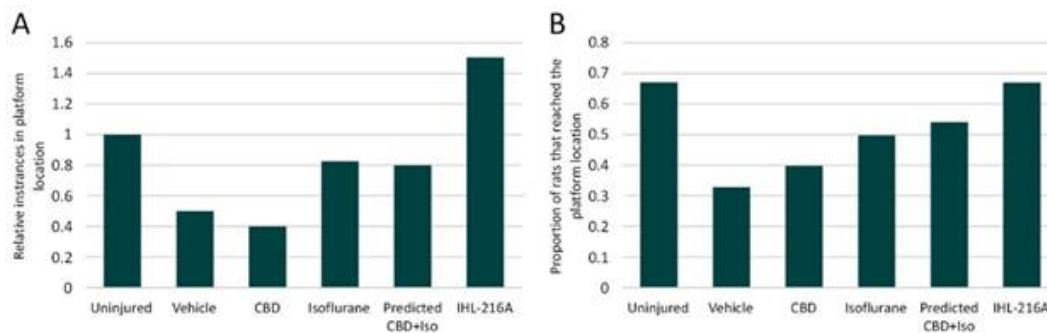 A
Relative instrances in platform
location
1.6
1.4
1.2
1
0.8
0.6
0.4
0.2
0
Uninjured
Vehicle
CBD
Isoflurane
Predicted
CBD+Iso
IHL-216A
B
Proportion of rats that reached the
platform location
0.8
0.7
0.6
0.5
0.4
0.3
0.2
0.1
0
Uninjured
Vehicle
CBD
Isoflurane
Predicted
CBD+Iso
IHL-216A